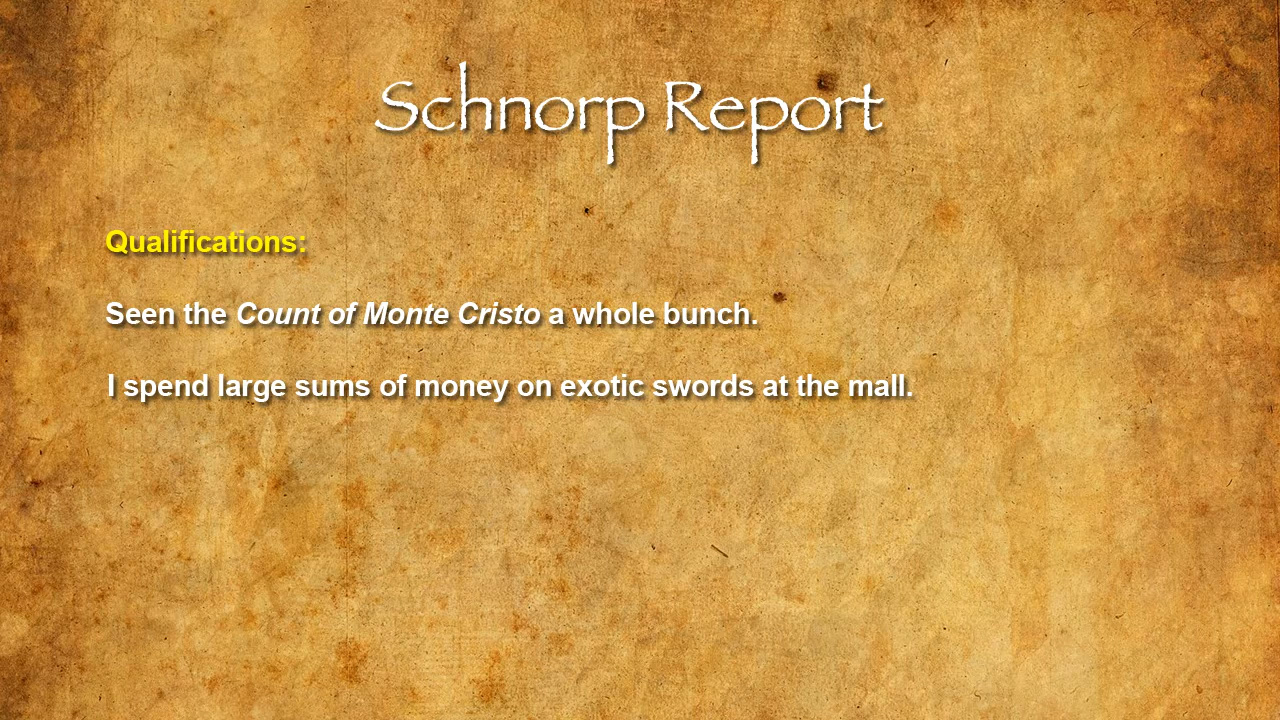 Schnorp Report
Qualifications:
Seen the Count of Monte Cristo a whole bunch.
I spend large sums of money on exotic swords at the mall.